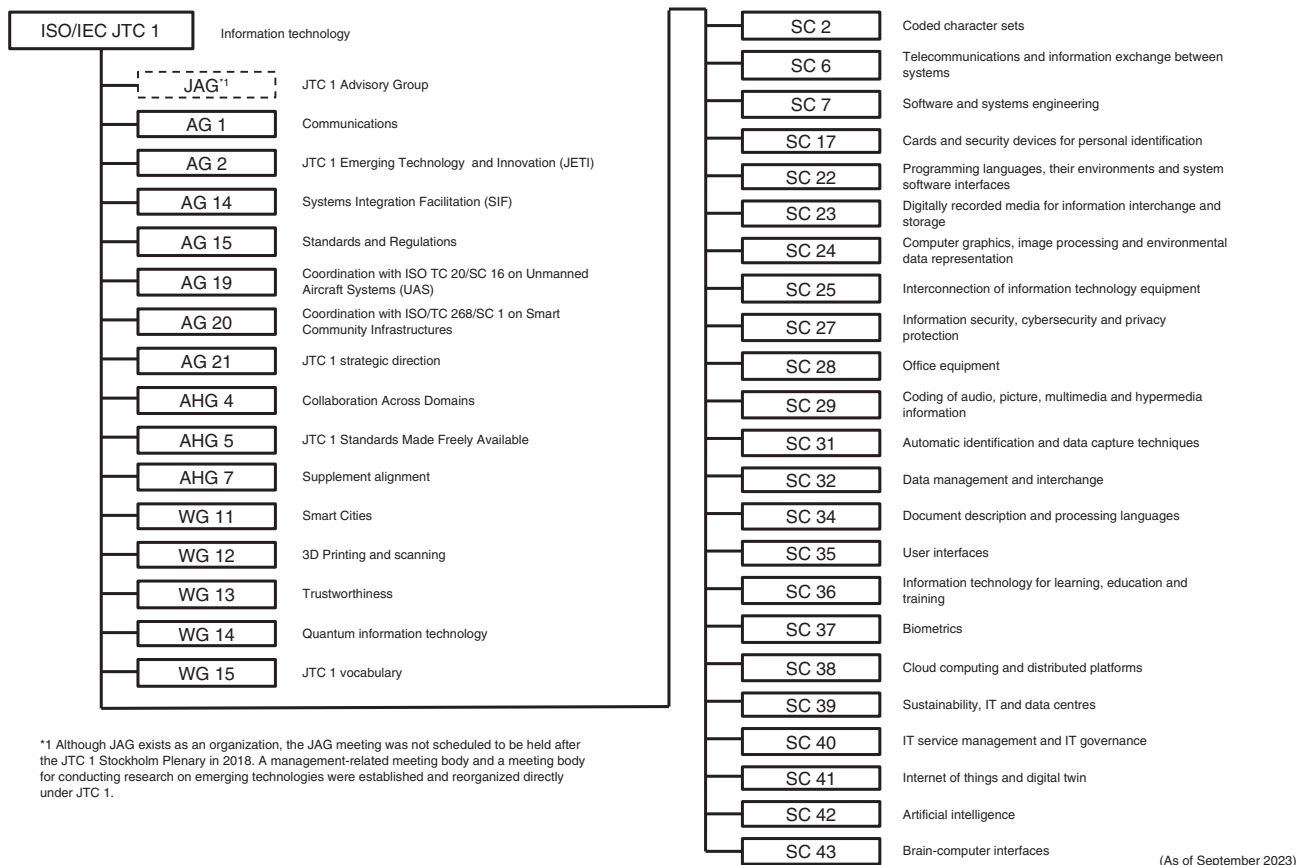 ISO/IEC JTC 1
Information technology
JAG*1
JTC 1 Advisory Group
AG 1
Communications
AG 2
JTC 1 Emerging Technology and Innovation (JETI)
AG 14
Systems Integration Facilitation (SIF)
AG 15
Standards and Regulations
AG 19
Coordination with ISO TC 20/SC 16 on Unmanned
Aircraft Systems (UAS)
AG 20
Coordination with ISO/TC 268/SC 1 on Smart
Community Infrastructures
AG 21
JTC 1 strategic direction
AHG 4
Collaboration Across Domains
AHG 5
JTC 1 Standards Made Freely Available
AHG 7
Supplement alignment
WG 11
Smart Cities
WG 12
3D Printing and scanning
WG 13
Trustworthiness
WG 14
Quantum information technology
WG 15
JTC 1 vocabulary
*1 Although JAG exists as an organization, the JAG meeting was not scheduled to be held after
the JTC 1 Stockholm Plenary in 2018. A management-related meeting body and a meeting body
for conducting research on emerging technologies were established and reorganized directly
under JTC 1.
SC 2
Coded character sets
SC 6
Telecommunications and information exchange between
systems
SC 7
Software and systems engineering
SC 17
Cards and security devices for personal identification
SC 22
Programming languages, their environments and system
software interfaces
SC 23
Digitally recorded media for information interchange and
storage
SC 24
Computer graphics, image processing and environmental
data representation
SC 25
Interconnection of information technology equipment
SC 27
Information security, cybersecurity and privacy
protection
SC 28
Office equipment
SC 29
Coding of audio, picture, multimedia and hypermedia
information
SC 31
Automatic identification and data capture techniques
SC 32
Data management and interchange
SC 34
Document description and processing languages
SC 35
User interfaces
SC 36
Information technology for learning, education and
training
SC 37
Biometrics
SC 38
Cloud computing and distributed platforms
SC 39
Sustainability, IT and data centres
SC 40
IT service management and IT governance
SC 41
Internet of things and digital twin
SC 42
Artificial intelligence
SC 43
Brain-computer interfaces
(As of September 2023)